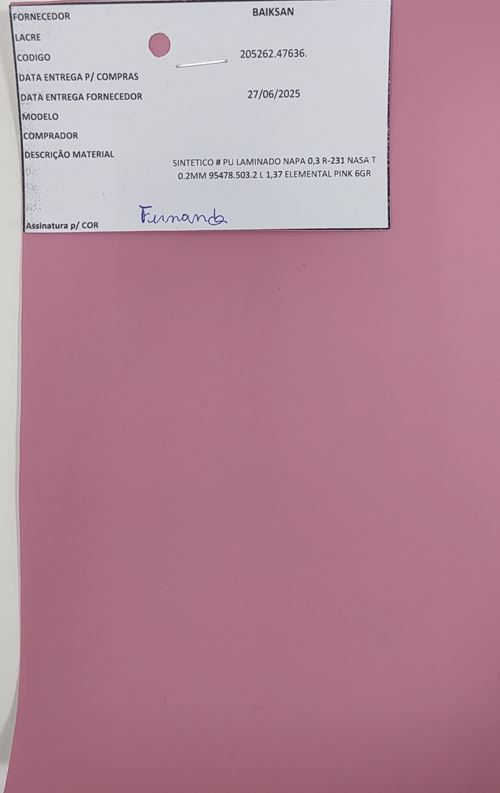 FORNECEDOR BAIKSAN
LACRE
CODIGO 205262.47636.
DATA ENTREGA P/ COMPRAS
DATA ENTREGA FORNECEDOR 27/06/2025
MODELO
COMPRADOR
DESCRIÇÃO MATERIAL SINTETICO # PU LAMINADO NAPA 0,3 R-231 NASA T
0.2MM 95478.503.2 L 1,37 ELEMENTAL PINK 6GR
Assinatura p/ COR Fernanda